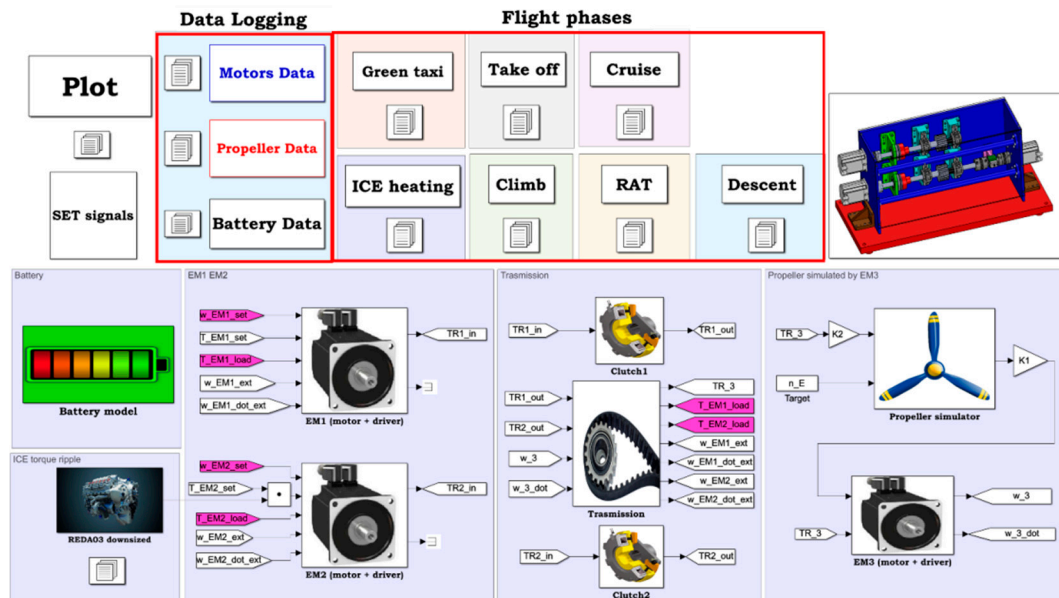 Data Logging
Flight phases
Plot
SET signals
Motors Data
Propeller Data
Battery Data
Green taxi
Take off
Cruise
ICE heating
Climb
RAT
Descent
Battery
Battery model
ICE torque ripple
REDA03 downsized
EM1 EM2
w_EM1_set
T_EM1_set
T_EM1_load
w_EM1_ext
w_EM1_dot_ext
TR1_in
EM1 (motor + driver)
w_EM2_set
T_EM2_set
T_EM2_load
w_EM2_ext
w_EM2_dot_ext
TR2_in
EM2 (motor + driver)
Trasmission
TR1_in
TR1_out
Clutch1
TR1_out
TR2_out
w_3
w_3_dot
TR_3
T_EM1_load
T_EM2_load
w_EM1_ext
w_EM1_dot_ext
w_EM2_ext
w_EM2_dot_ext
Trasmission
TR2_in
TR2_out
Clutch2
Propeller simulated by EM3
TR_3
K2
n_E
Target
K1
Propeller simulator
TR_3
w_3
w_3_dot
EM3 (motor + driver)